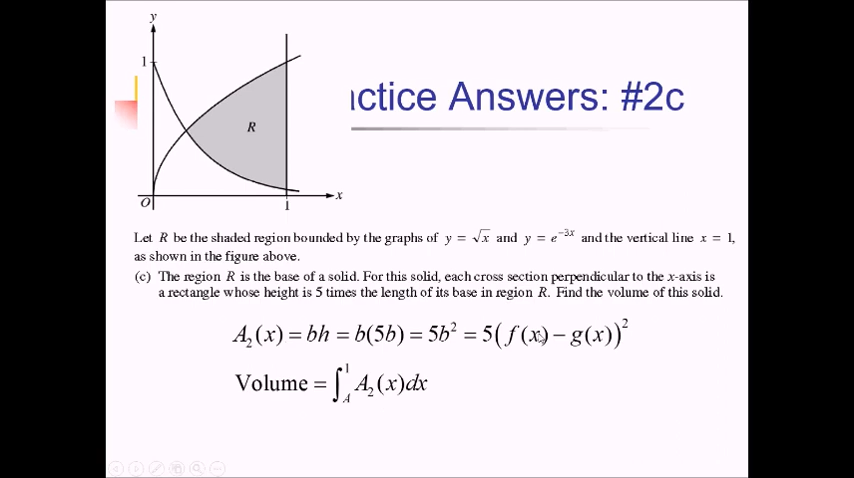 y
1
actice Answers: #2c
R
O
1
x
Let R be the shaded region bounded by the graphs of y = √x and y = e^{-3x} and the vertical line x = 1,
as shown in the figure above.
(c) The region R is the base of a solid. For this solid, each cross section perpendicular to the x-axis is
a rectangle whose height is 5 times the length of its base in region R. Find the volume of this solid.
A₂(x) = bh = b(5b) = 5b² = 5(f(x) − g(x))²
Volume = ∫_A^1 A₂(x)dx